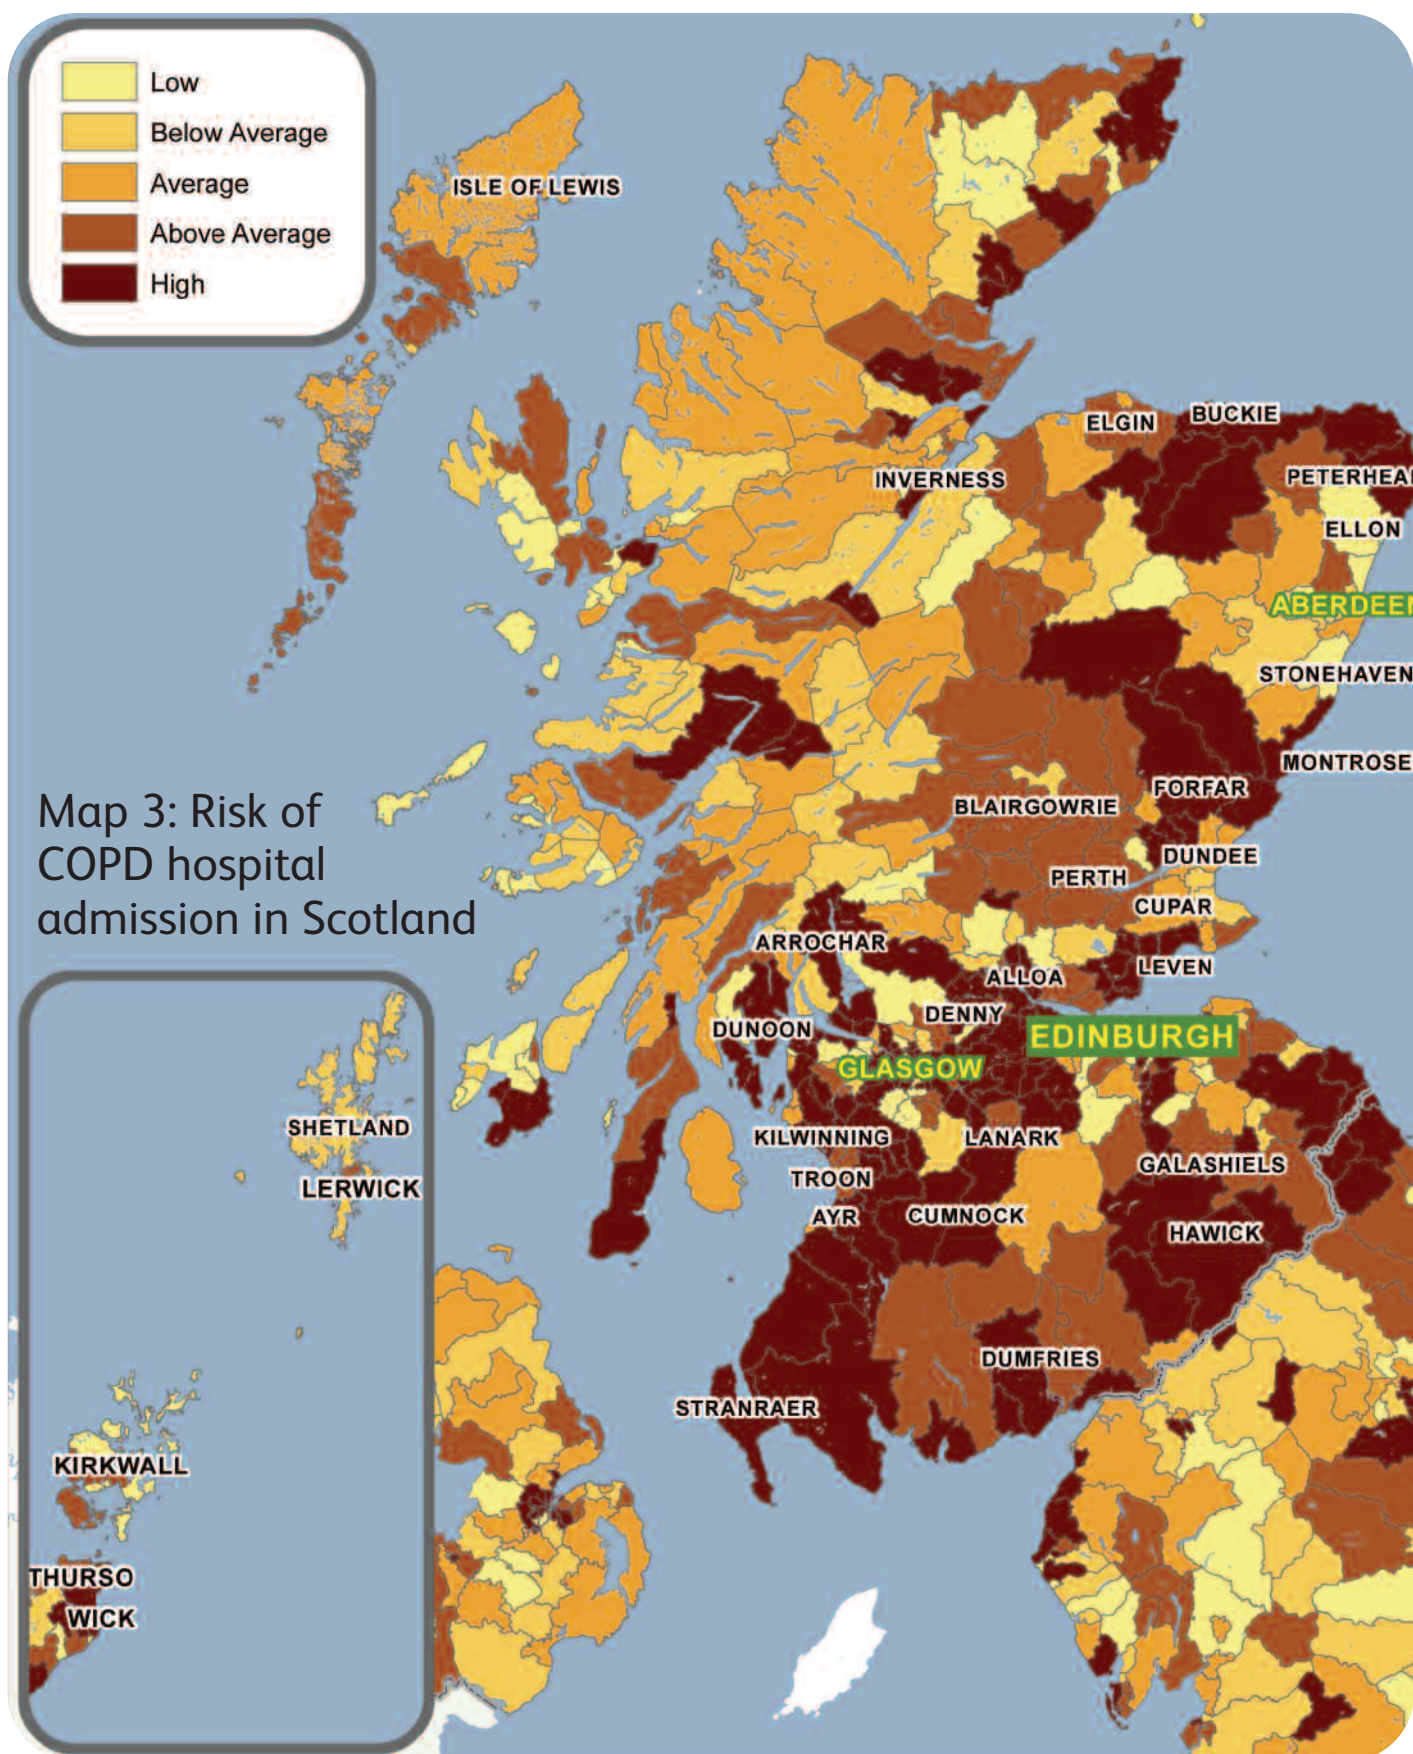 Low
Below Average
Average
Above Average
High
ISLE OF LEWIS
ELGIN
BUCKIE
INVERNESS
PETERHEA
ELLON
ABERDEEN
STONEHAVEN
MONTROSE
FORFAR
BLAIRGOWRIE
Map 3: Risk of
COPD hospital
admission in Scotland
DUNDEE
PERTH
CUPAR
ARROCHAR
LEVEN
ALLOA
DENNY
DUNOON
EDINBURGH
GLASGOW
SHETLAND
KILWINNING
LANARK
GALASHIELS
TROON
LERWICK
AYR
CUMNOCK
HAWICK
DUMFRIES
STRANRAER
KIRKWALL
THURSO
WICK